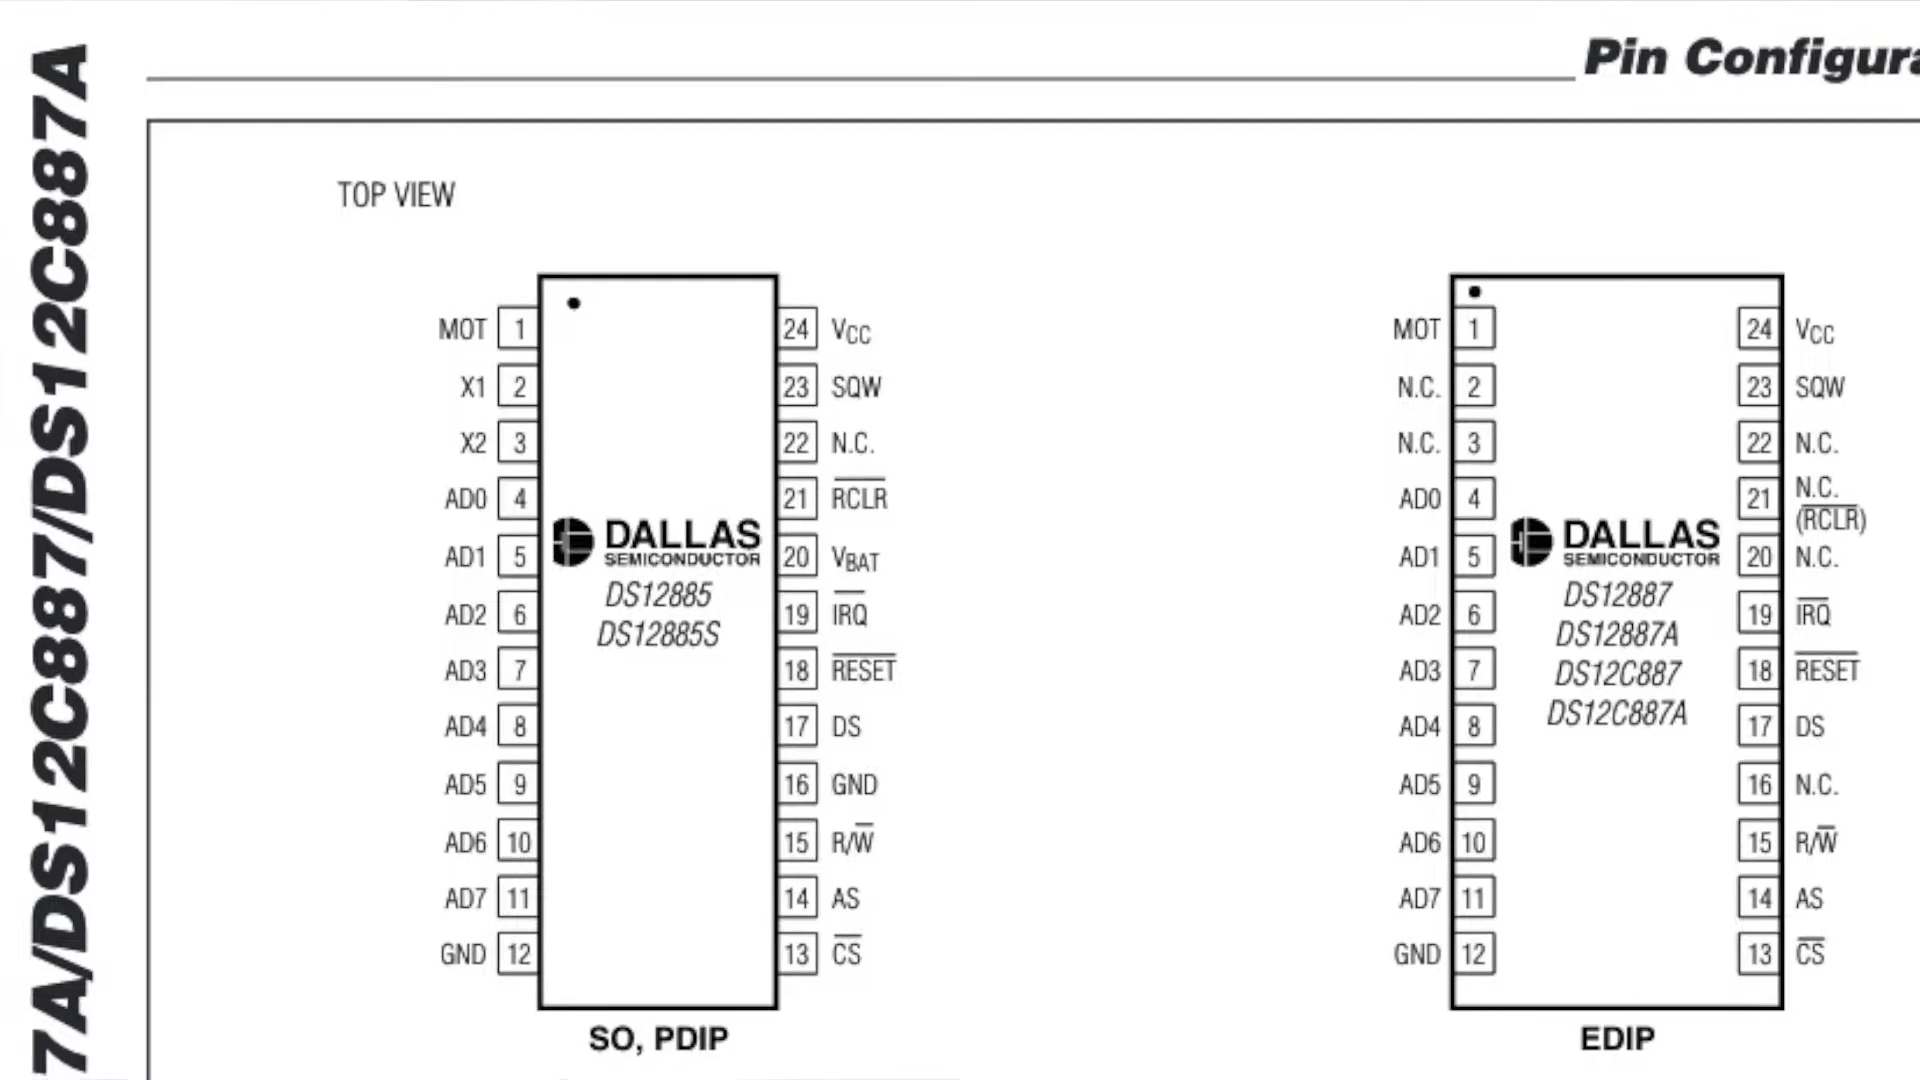 Pin Configura
7A/DS12C887/DS12C887A
TOP VIEW
MOT 1 24 VCC
X1 2 23 SQW
X2 3 22 N.C.
AD0 4 21 RCLR
AD1 5 20 VBAT
AD2 6 19 IRQ
AD3 7 18 RESET
AD4 8 17 DS
AD5 9 16 GND
AD6 10 15 R/W
AD7 11 14 AS
GND 12 13 CS
DALLAS
SEMICONDUCTOR
DS12885
DS12885S
SO, PDIP
MOT 1 24 VCC
N.C. 2 23 SQW
N.C. 3 22 N.C.
AD0 4 21 N.C.
(RCLR)
AD1 5 20 N.C.
AD2 6 19 IRQ
AD3 7 18 RESET
AD4 8 17 DS
AD5 9 16 N.C.
AD6 10 15 R/W
AD7 11 14 AS
GND 12 13 CS
DALLAS
SEMICONDUCTOR
DS12887
DS12887A
DS12C887
DS12C887A
EDIP